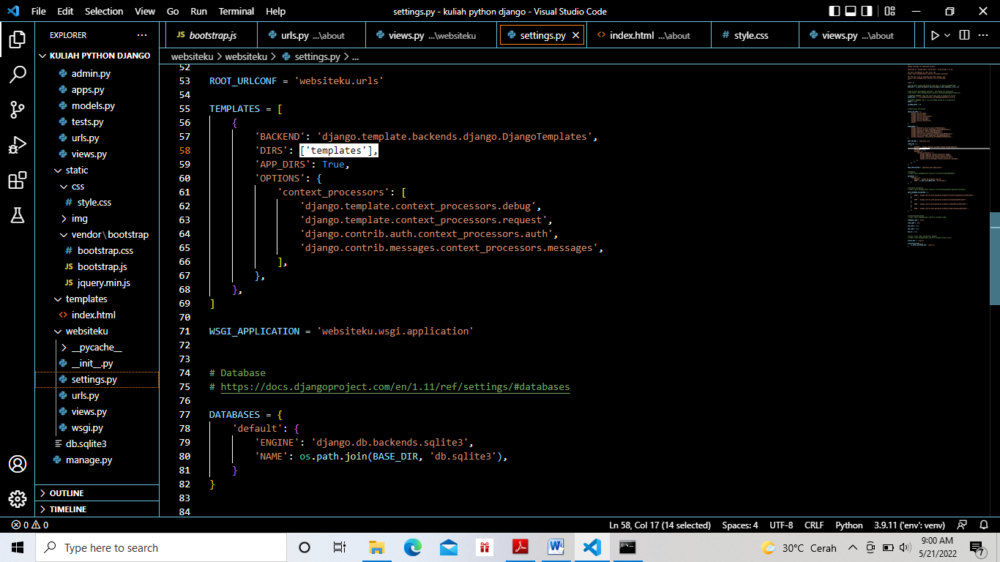 File Edit Selection View Go Run Terminal Help
settings.py - kuliah python django - Visual Studio Code
EXPLORER
bootstrap.js
urls.py ...\about
views.py ...\websiteku
settings.py
index.html ...\about
style.css
views.py ...\about
websiteku > websiteku > settings.py > ...
KULIAH PYTHON DJANGO
admin.py
apps.py
models.py
tests.py
urls.py
views.py
static
css
style.css
img
vendor\bootstrap
bootstrap.css
bootstrap.js
jquery.min.js
templates
index.html
websiteku
__pycache__
__init__.py
settings.py
urls.py
views.py
wsgi.py
db.sqlite3
manage.py
OUTLINE
TIMELINE
52
53 ROOT_URLCONF = 'websiteku.urls'
54
55 TEMPLATES = [
56 {
57 'BACKEND': 'django.template.backends.django.DjangoTemplates',
58 'DIRS': ['templates'],
59 'APP_DIRS': True,
60 'OPTIONS': {
61 'context_processors': [
62 'django.template.context_processors.debug',
63 'django.template.context_processors.request',
64 'django.contrib.auth.context_processors.auth',
65 'django.contrib.messages.context_processors.messages',
66 ],
67 },
68 },
69 ]
70
71 WSGI_APPLICATION = 'websiteku.wsgi.application'
72
73
74 # Database
75 # https://docs.djangoproject.com/en/1.11/ref/settings/#databases
76
77 DATABASES = {
78 'default': {
79 'ENGINE': 'django.db.backends.sqlite3',
80 'NAME': os.path.join(BASE_DIR, 'db.sqlite3'),
81 }
82 }
83
84
0 0
Ln 58, Col 17 (14 selected) Spaces: 4 UTF-8 CRLF Python 3.9.11 ('env': venv)
Type here to search
30°C Cerah
9:00 AM
5/21/2022
7